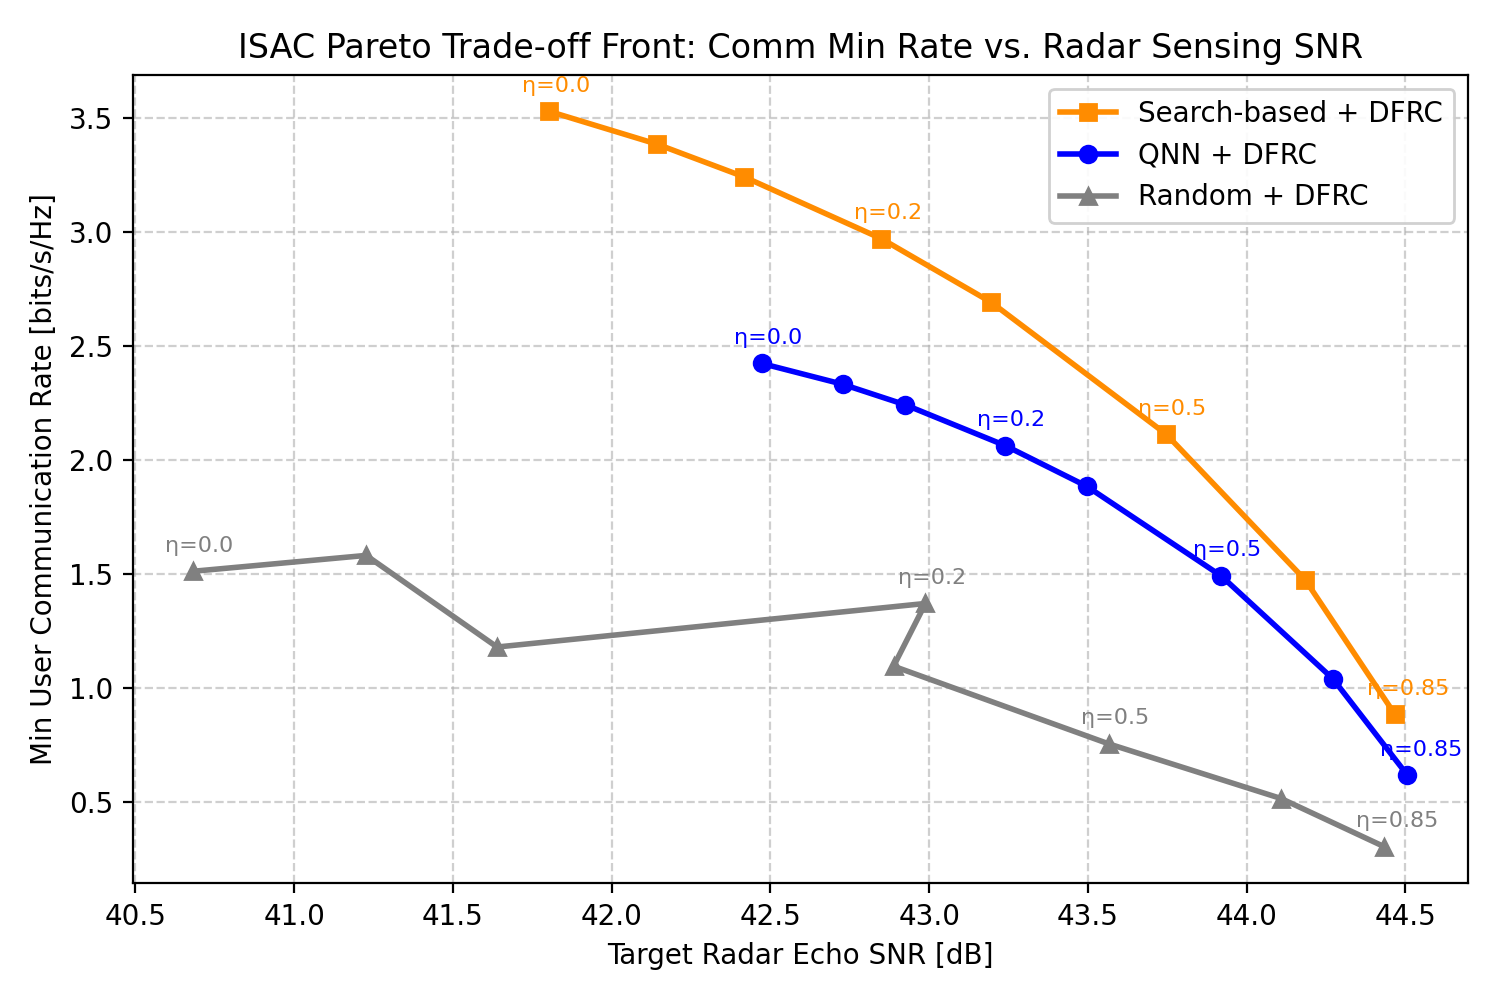 ISAC Pareto Trade-off Front: Comm Min Rate vs. Radar Sensing SNR
Search-based + DFRC
QNN + DFRC
Random + DFRC
η=0.0
η=0.2
η=0.5
η=0.85
η=0.0
η=0.2
η=0.5
η=0.85
η=0.0
η=0.2
η=0.5
η=0.85
Min User Communication Rate [bits/s/Hz]
3.5
3.0
2.5
2.0
1.5
1.0
0.5
40.5 41.0 41.5 42.0 42.5 43.0 43.5 44.0 44.5
Target Radar Echo SNR [dB]